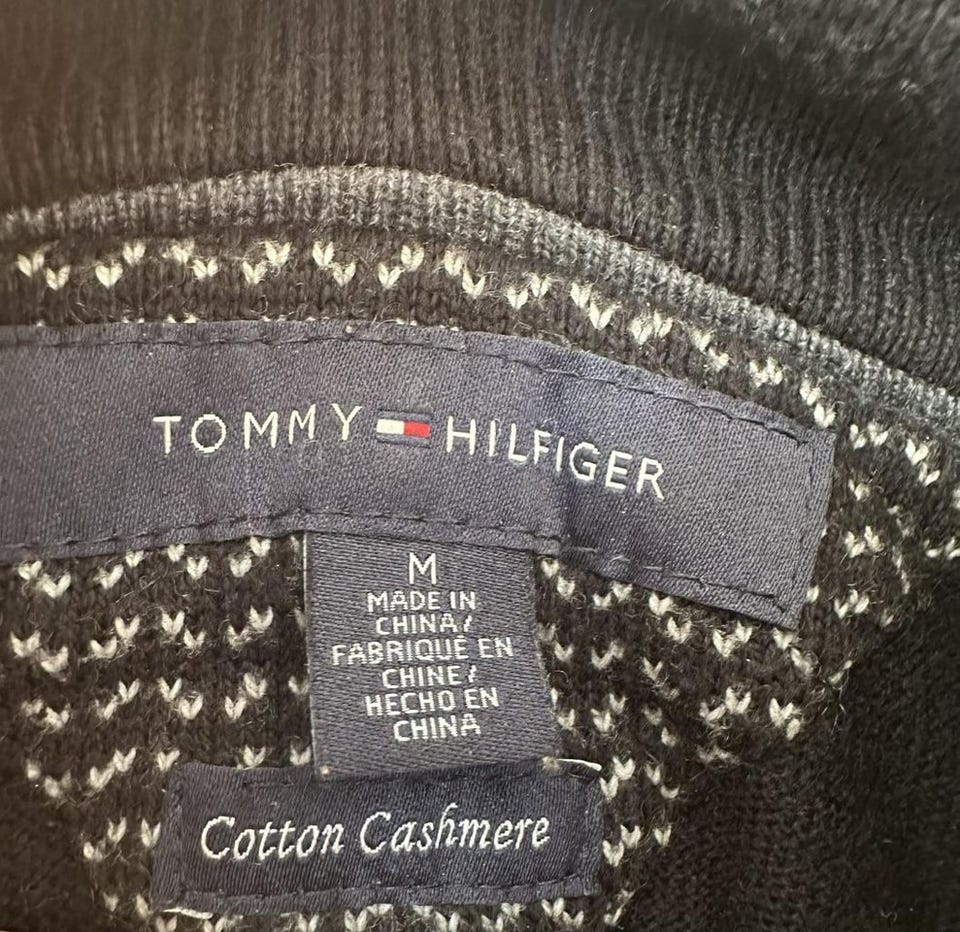 TOMMY HILFIGER
M
MADE IN
CHINA/
FABRIQUÉ EN
CHINE/
HECHO EN
CHINA
Cotton Cashmere